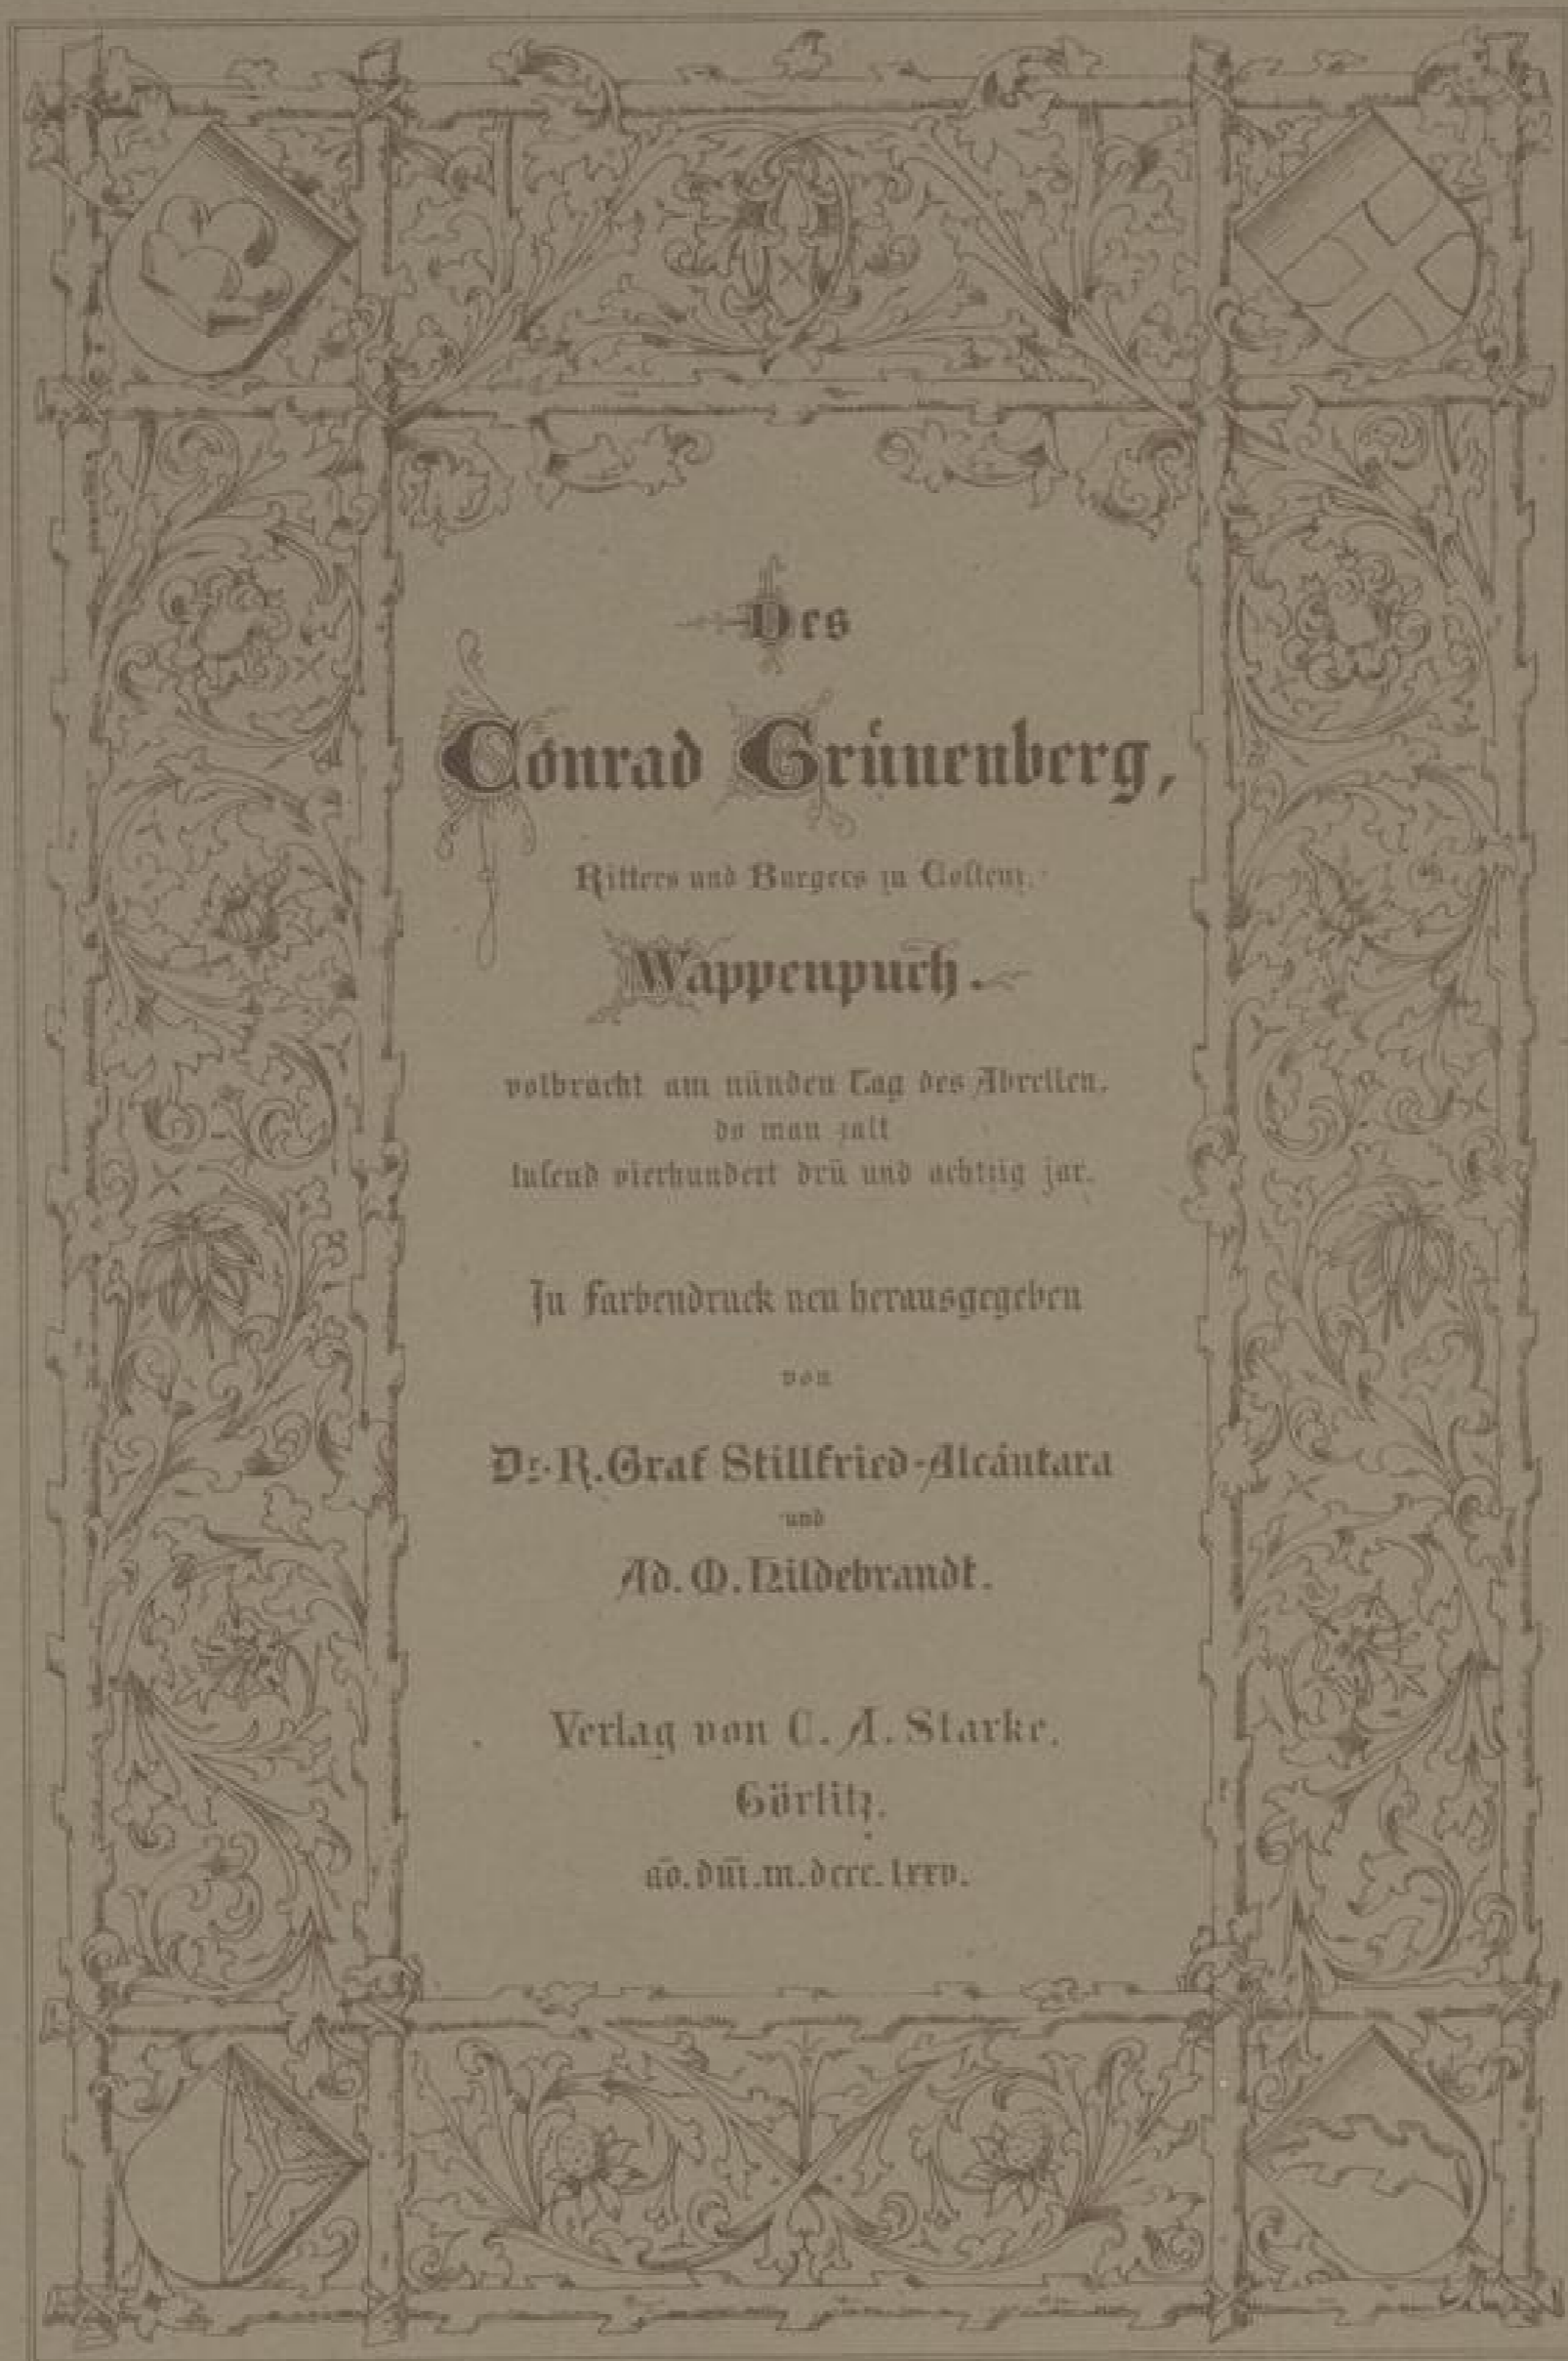 Des
Conrad Grünenberg,
Ritters und Burgers zu Costenz,
Wappenpuch.
volbracht am nünden Tag des Abrellen,
do man zalt
tusend vierhundert drü und achtzig jar.
In Farbendruck neu herausgegeben
von
Dr. R. Graf Stillfried-Alcántara
und
Ad. M. Hildebrandt.
Verlag von C. A. Starke,
Görlitz,
aō. dm̄i. m. dccc. lxxv.